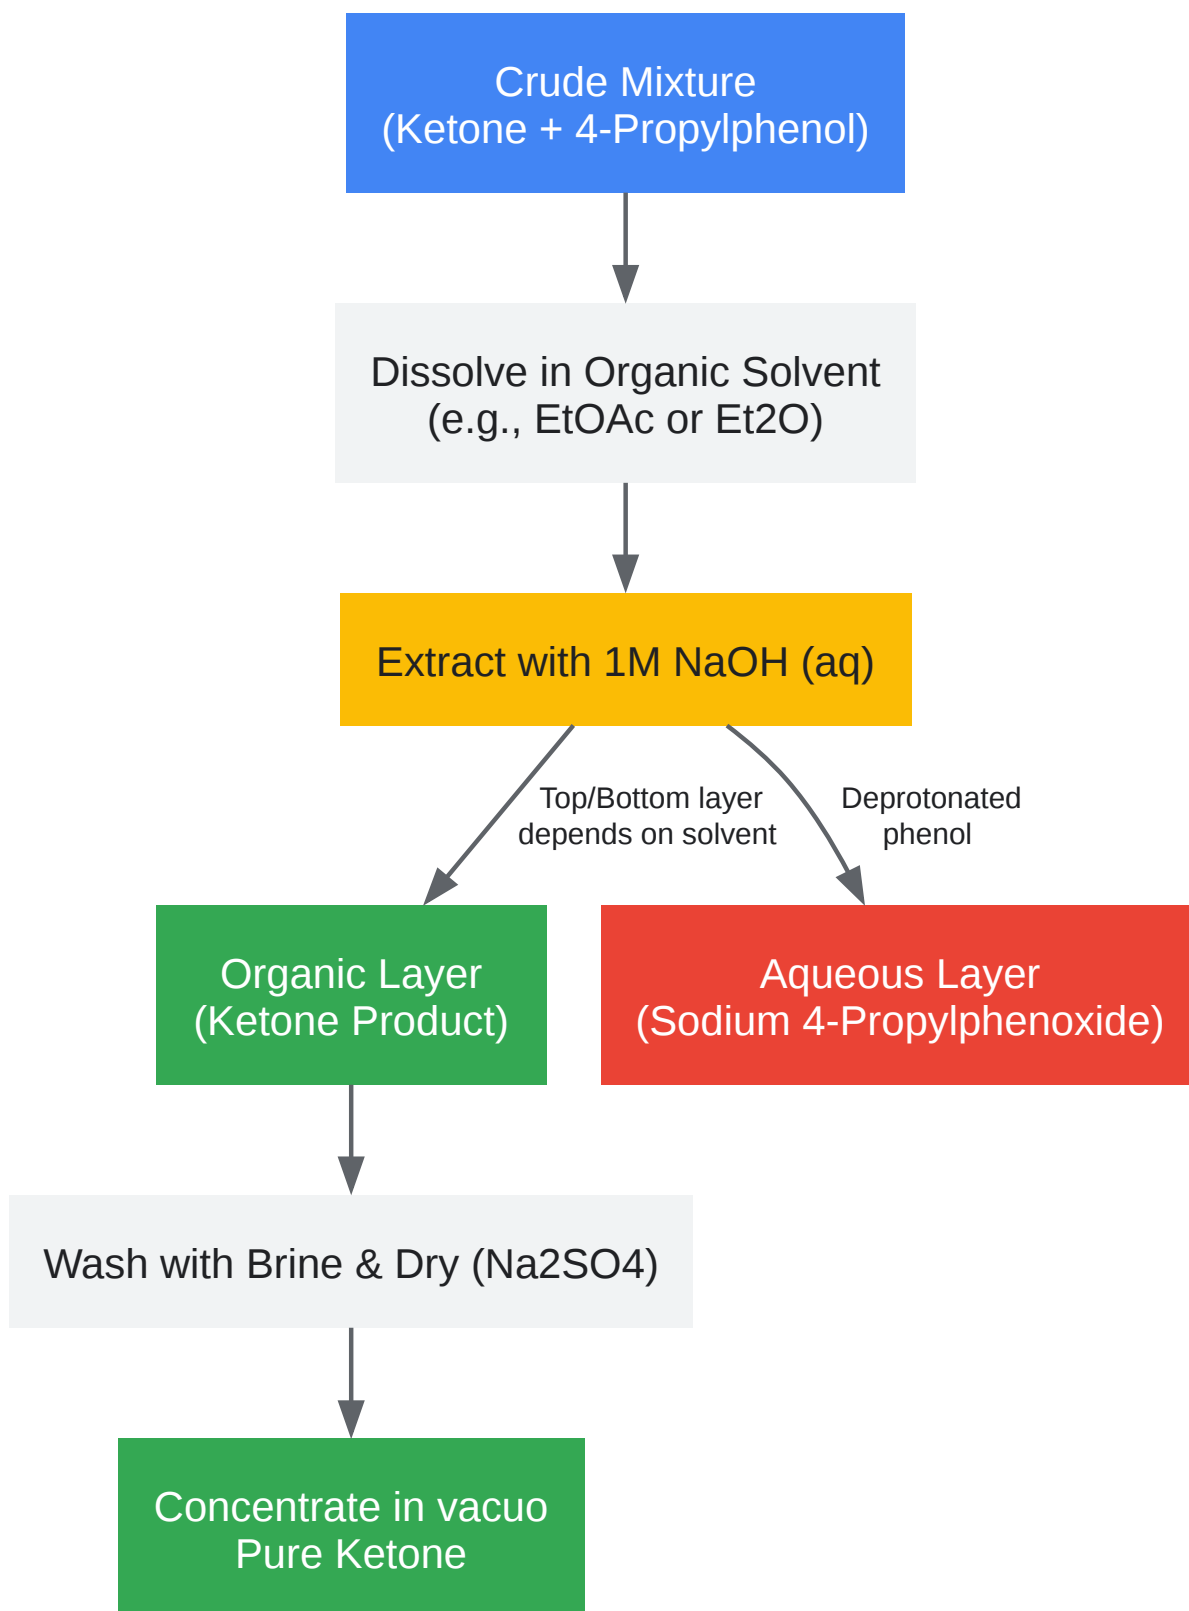 Crude Mixture
(Ketone + 4-Propylphenol)
Dissolve in Organic Solvent
(e.g., EtOAc or Et2O)
Extract with 1M NaOH (aq)
Top/Bottom layer
depends on solvent
Deprotonated
phenol
Organic Layer
(Ketone Product)
Aqueous Layer
(Sodium 4-Propylphenoxide)
Wash with Brine & Dry (Na2SO4)
Concentrate in vacuo
Pure Ketone